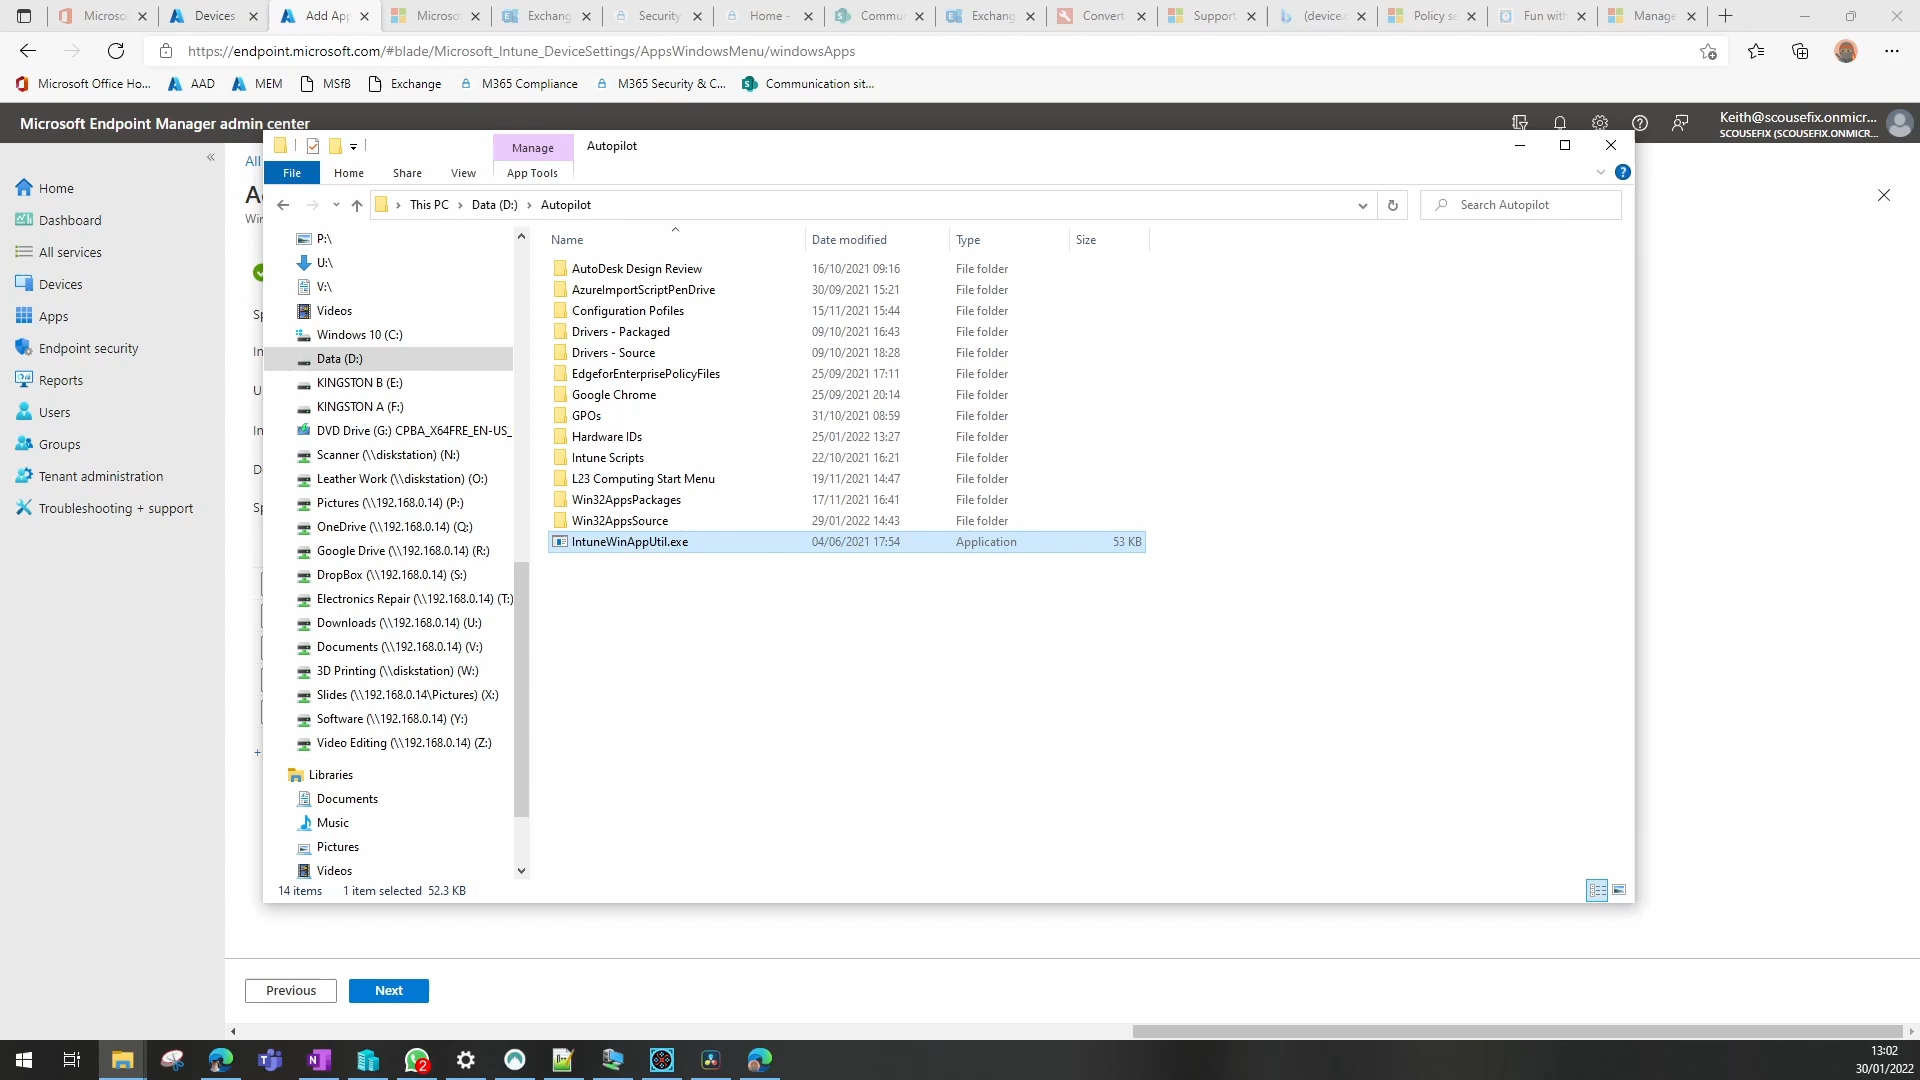 Microso
Devices
Add Ap
Microso
Exchang
Security
Home -
Commu
Exchang
Convert
Support
(device.
Policy se
Fun with
Manage
https://endpoint.microsoft.com/#blade/Microsoft_Intune_DeviceSettings/AppsWindowsMenu/windowsApps
Microsoft Office Ho...
AAD
MEM
MSfB
Exchange
M365 Compliance
M365 Security & C...
Communication sit...
Microsoft Endpoint Manager admin center
Keith@scousefix.onmicr...
SCOUSEFIX (SCOUSEFIX.ONMICR...
Home
Dashboard
All services
Devices
Apps
Endpoint security
Reports
Users
Groups
Tenant administration
Troubleshooting + support
All
Win
Manage
Autopilot
File
Home
Share
View
App Tools
This PC
Data (D:)
Autopilot
Search Autopilot
P:\
U:\
V:\
Videos
Windows 10 (C:)
Data (D:)
KINGSTON B (E:)
KINGSTON A (F:)
DVD Drive (G:) CPBA_X64FRE_EN-US_
Scanner (\\diskstation) (N:)
Leather Work (\\diskstation) (O:)
Pictures (\\192.168.0.14) (P:)
OneDrive (\\192.168.0.14) (Q:)
Google Drive (\\192.168.0.14) (R:)
DropBox (\\192.168.0.14) (S:)
Electronics Repair (\\192.168.0.14) (T:)
Downloads (\\192.168.0.14) (U:)
Documents (\\192.168.0.14) (V:)
3D Printing (\\diskstation) (W:)
Slides (\\192.168.0.14\Pictures) (X:)
Software (\\192.168.0.14) (Y:)
Video Editing (\\192.168.0.14) (Z:)
Libraries
Documents
Music
Pictures
Videos
Name Date modified Type Size
AutoDesk Design Review 16/10/2021 09:16 File folder
AzureImportScriptPenDrive 30/09/2021 15:21 File folder
Configuration Pofiles 15/11/2021 15:44 File folder
Drivers - Packaged 09/10/2021 16:43 File folder
Drivers - Source 09/10/2021 18:28 File folder
EdgeforEnterprisePolicyFiles 25/09/2021 17:11 File folder
Google Chrome 25/09/2021 20:14 File folder
GPOs 31/10/2021 08:59 File folder
Hardware IDs 25/01/2022 13:27 File folder
Intune Scripts 22/10/2021 16:21 File folder
L23 Computing Start Menu 19/11/2021 14:47 File folder
Win32AppsPackages 17/11/2021 16:41 File folder
Win32AppsSource 29/01/2022 14:43 File folder
IntuneWinAppUtil.exe 04/06/2021 17:54 Application 53 KB
14 items 1 item selected 52.3 KB
Previous
Next
2
13:02
30/01/2022